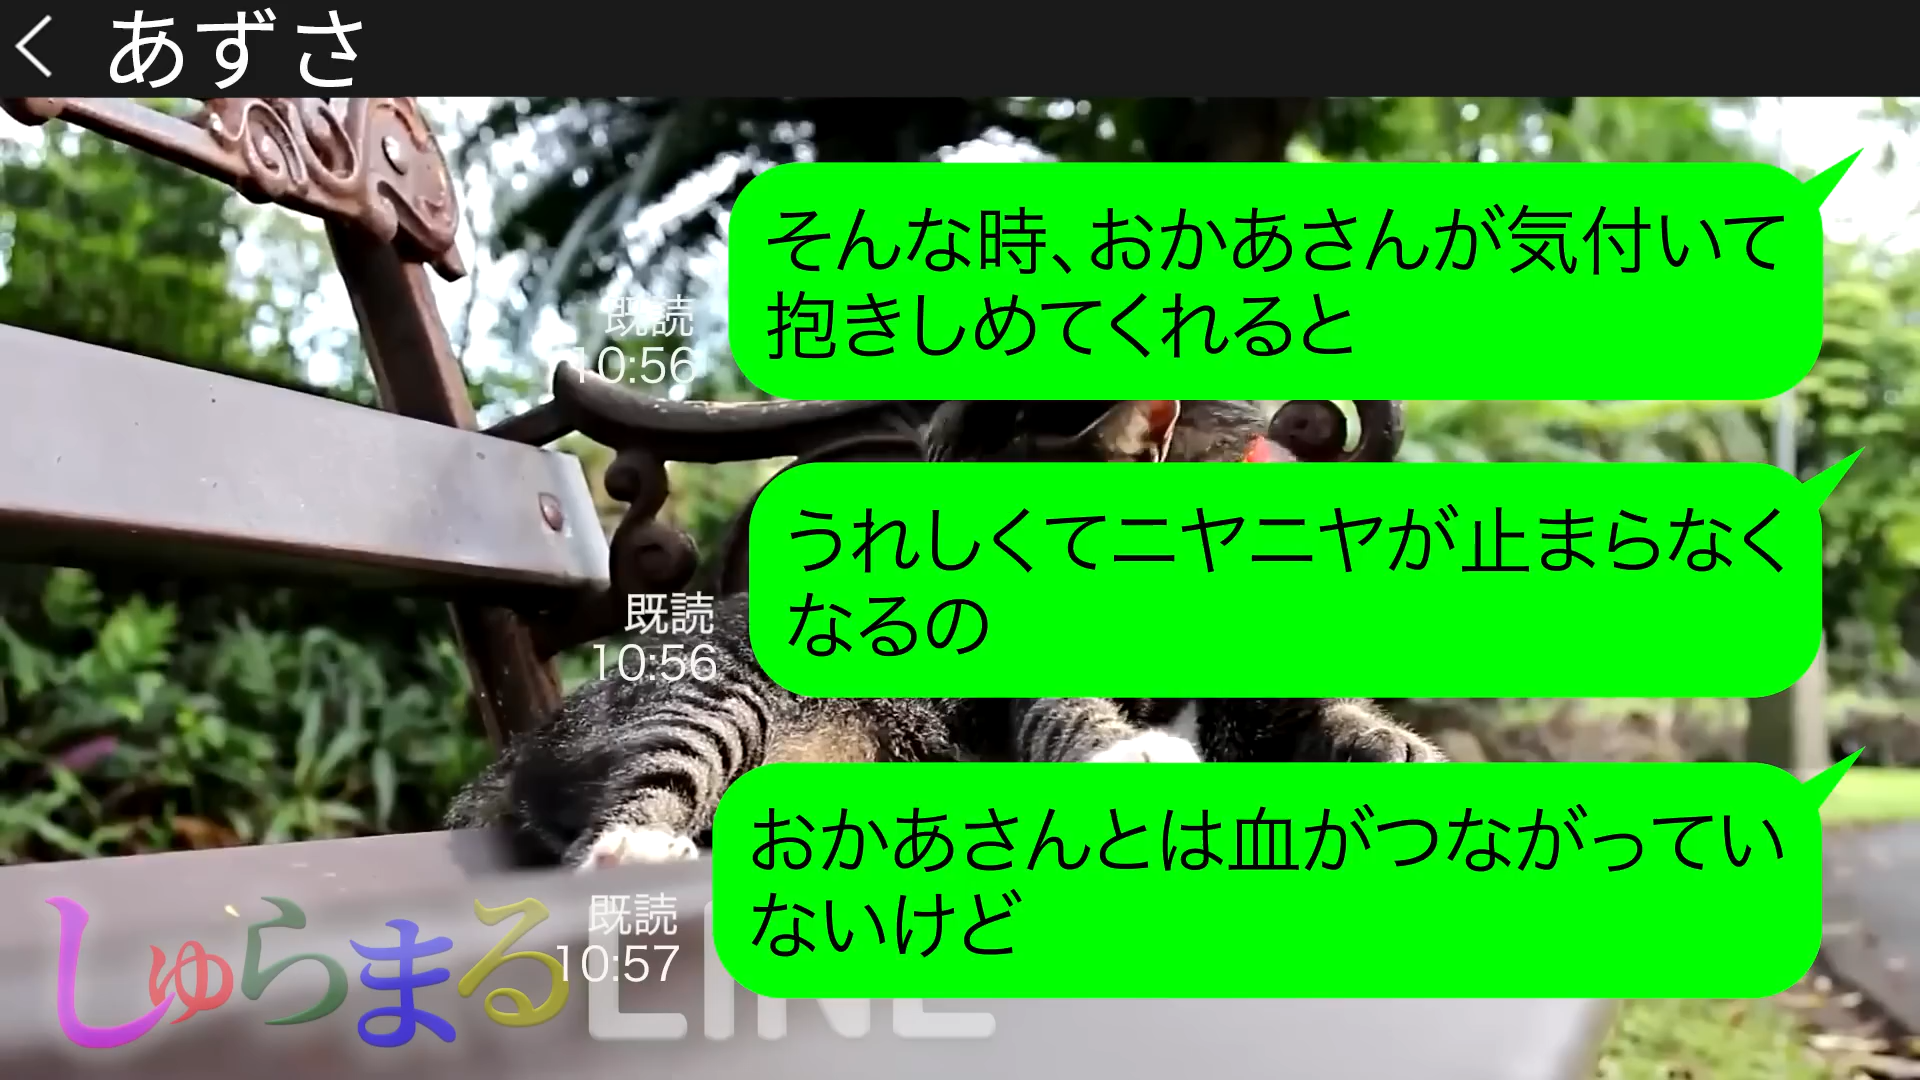 あずさ
そんな時、おかあさんが気付いて
抱きしめてくれると
既読
10:56
うれしくてニヤニヤが止まらなく
なるの
既読
10:56
おかあさんとは血がつながってい
ないけど
既読
10:57
しゅらまるLINE